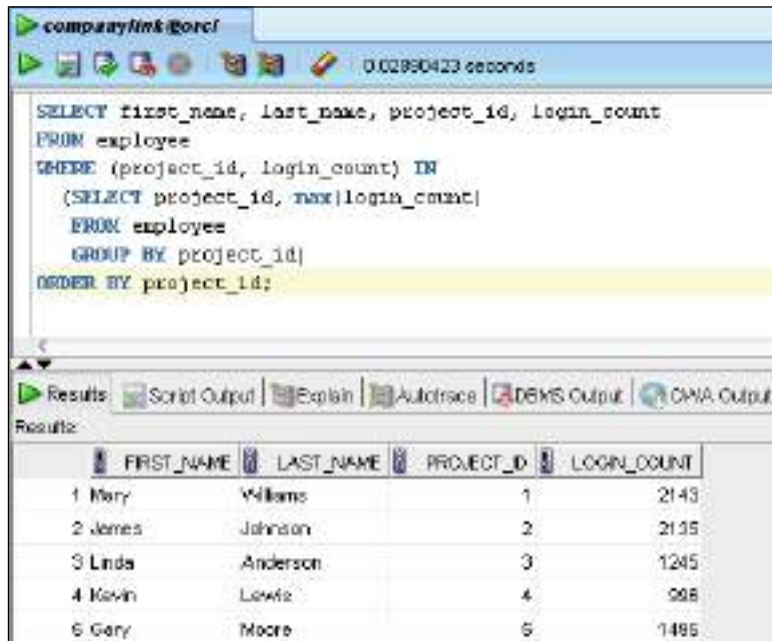 companylink@orcl
0.02890423 seconds
SELECT first_name, last_name, project_id, login_count
FROM employee
WHERE (project_id, login_count) IN
(SELECT project_id, max(login_count)
FROM employee
GROUP BY project_id)
ORDER BY project_id;
Results Script Output Explain Autotrace DBMS Output OWA Output
Results:
FIRST_NAME LAST_NAME PROJECT_ID LOGIN_COUNT
1 Mary Williams 1 2143
2 James Johnson 2 2135
3 Linda Anderson 3 1245
4 Kevin Lewis 4 998
Gary Moore 1495